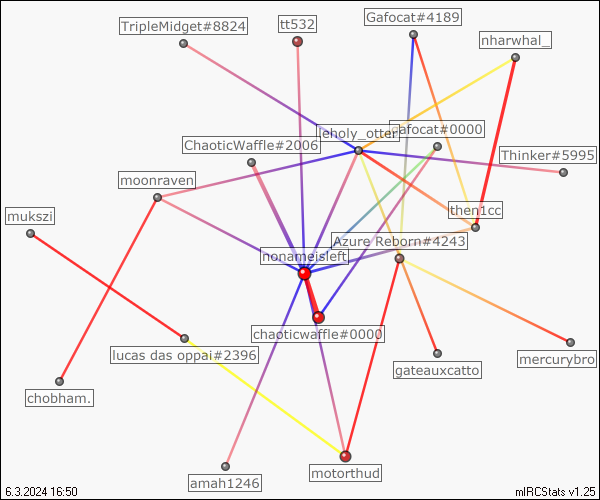 TripleMidget#8824
tt532
Gafocat#4189
nharwhal_
leholy_otter
Gafocat#0000
ChaoticWaffle#2006
Thinker#5995
moonraven
then1cc
mukszi
Azure Reborn#4243
nonameisleft
chaoticwaffle#0000
lucas das oppai#2396
mercurybro
gateauxcatto
chobham.
motorthud
amah1246
6.3.2024 16:50
mIRCStats v1.25